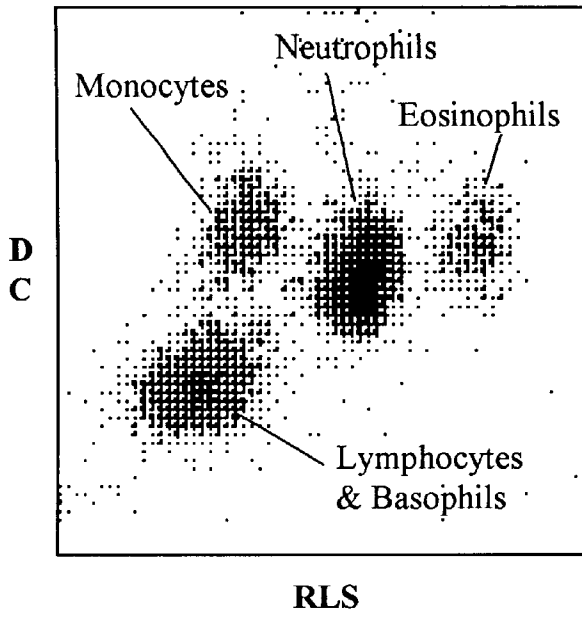 Neutrophils
Monocytes
Eosinophils
D
C
Lymphocytes
& Basophils
RLS